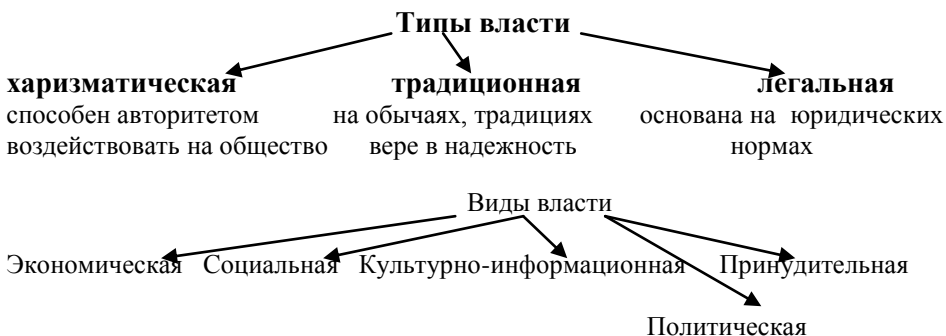 Типы власти
харизматическая традиционная легальная
способен авторитетом на обычаях, традициях основана на юридических
воздействовать на общество вере в надежность нормах
Виды власти
Экономическая Социальная Культурно-информационная Принудительная
Политическая